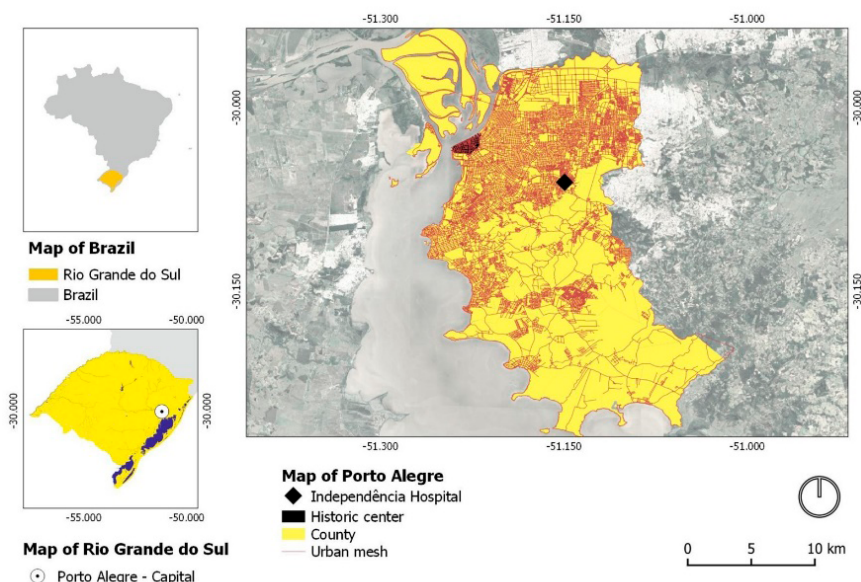 Map of Brazil
Rio Grande do Sul
Brazil
-55.000 -50.000
-30.000
-30.000
-55.000 -50.000
Map of Rio Grande do Sul
Porto Alegre - Capital
-51.300 -51.150 -51.000
-30.000
-30.000
-30.150
-30.150
-51.300 -51.150 -51.000
Map of Porto Alegre
Independência Hospital
Historic center
County
Urban mesh
0 5 10 km